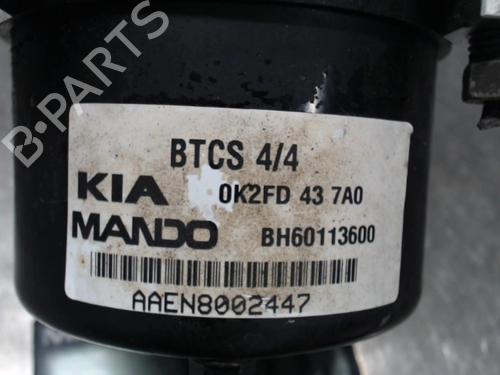 B-PARTS
BTCS 4/4
KIA 0K2FD 43 7A0
MANDO BH60113600
AAEN8002447